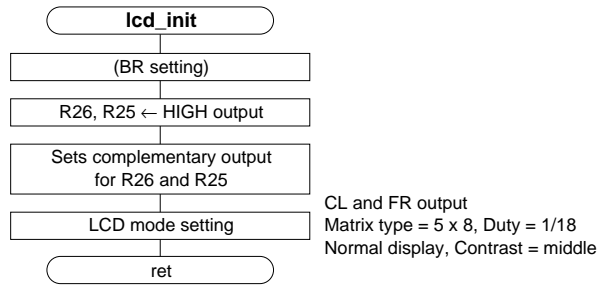 lcd_init
(BR setting)
R26, R25 ← HIGH output
Sets complementary output
for R26 and R25
LCD mode setting
CL and FR output
Matrix type = 5 x 8, Duty = 1/18
Normal display, Contrast = middle
ret